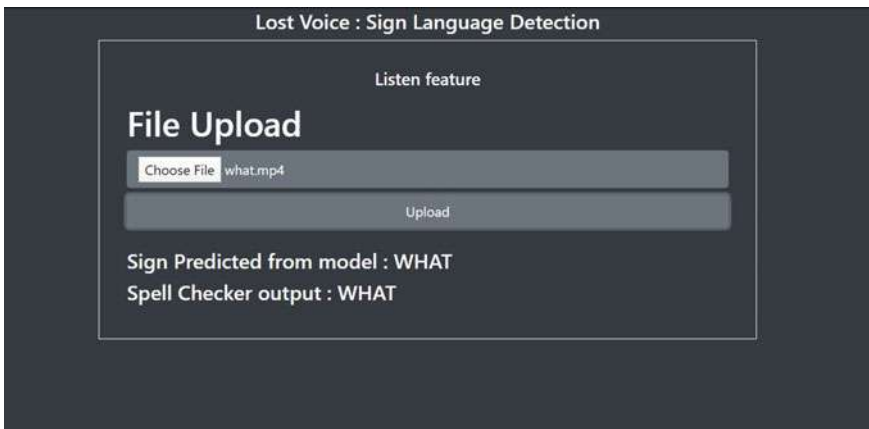 Lost Voice : Sign Language Detection
Listen feature
File Upload
Choose File what.mp4
Upload
Sign Predicted from model : WHAT
Spell Checker output : WHAT